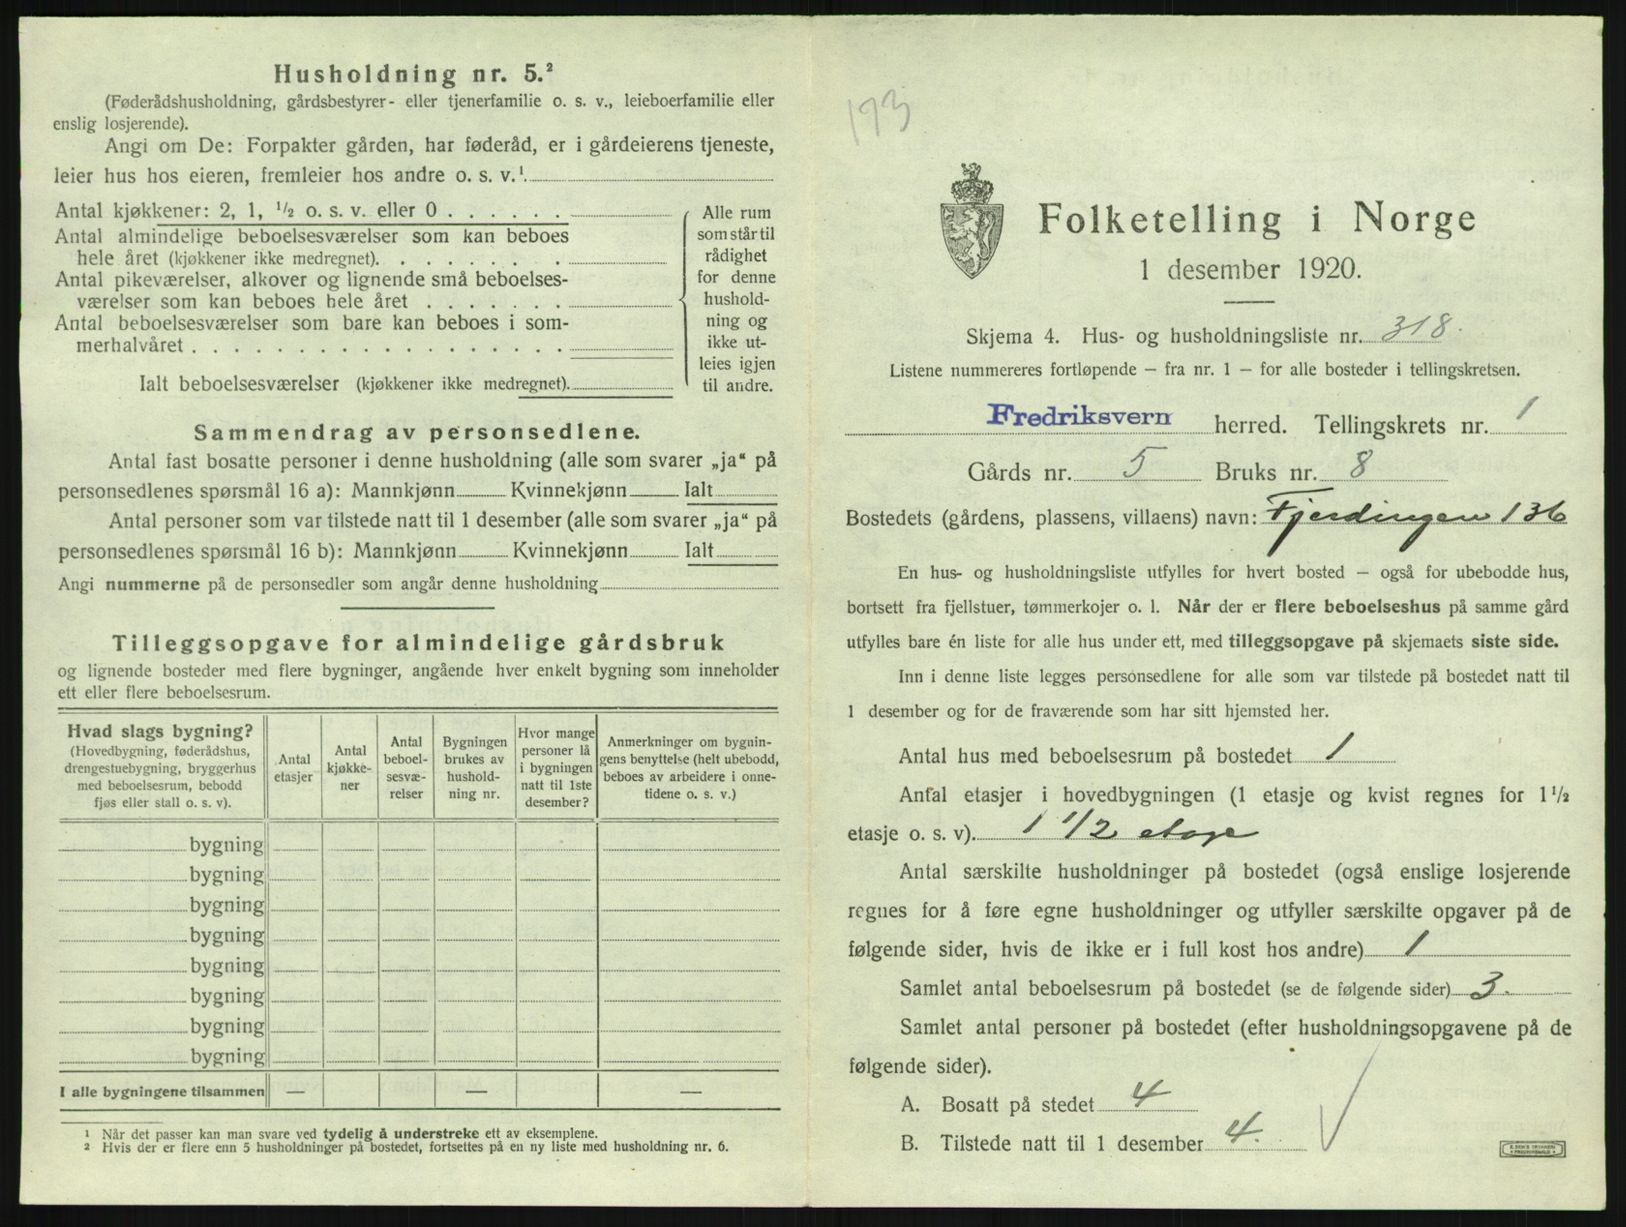 Husholdning nr. 5.²
(Føderådshusholdning, gårdsbestyrer- eller tjenerfamilie o. s. v., leieboerfamilie eller
enslig losjerende).
Angi om De: Forpakter gården, har føderåd, er i gårdeierens tjeneste,
leier hus hos eieren, fremleier hos andre o. s. v.¹
Antal kjøkkener: 2, 1, ½ o. s. v. eller 0 . . . . . .
Antal almindelige beboelsesværelser som kan beboes
hele året (kjøkkener ikke medregnet). . . . . . . .
Antal pikeværelser, alkover og lignende små beboelses-
værelser som kan beboes hele året . . . . . . .
Antal beboelsesværelser som bare kan beboes i som-
merhalvåret . . . . . . . . . . . . . . . . . .
Ialt beboelsesværelser (kjøkkener ikke medregnet).
Alle rum
som står til
rådighet
for denne
hushold-
ning og
ikke ut-
leies igjen
til andre.
Sammendrag av personsedlene.
Antal fast bosatte personer i denne husholdning (alle som svarer „ja“ på
personsedlenes spørsmål 16 a): Mannkjønn Kvinnekjønn Ialt
Antal personer som var tilstede natt til 1 desember (alle som svarer „ja“ på
personsedlenes spørsmål 16 b): Mannkjønn Kvinnekjønn Ialt
Angi nummerne på de personsedler som angår denne husholdning
Tilleggsopgave for almindelige gårdsbruk
og lignende bosteder med flere bygninger, angående hver enkelt bygning som inneholder
ett eller flere beboelsesrum.
Hvad slags bygning?
(Hovedbygning, føderådshus,
drengestuebygning, bryggerhus
med beboelsesrum, bebodd
fjøs eller stall o. s. v).
Antal
etasjer
Antal
kjøkke-
ner
Antal
beboel-
sesvæ-
relser
Bygningen
brukes av
hushold-
ning nr.
Hvor mange
personer lå
i bygningen
natt til 1ste
desember?
Anmerkninger om bygnin-
gens benyttelse (helt ubebodd,
beboes av arbeidere i onne-
tidene o. s. v.)
bygning
bygning
bygning
bygning
bygning
bygning
bygning
bygning
I alle bygningene tilsammen — — —
¹ Når det passer kan man svare ved tydelig å understreke ett av eksemplene.
² Hvis der er flere enn 5 husholdninger på bostedet, fortsettes på en ny liste med husholdning nr. 6.
193
Folketelling i Norge
1 desember 1920.
Skjema 4. Hus- og husholdningsliste nr. 318.
Listene nummereres fortløpende — fra nr. 1 — for alle bosteder i tellingskretsen.
Fredriksvern herred. Tellingskrets nr. 1
Gårds nr. 5 Bruks nr. 8
Bostedets (gårdens, plassens, villaens) navn: Fjerdingen 136
En hus- og husholdningsliste utfylles for hvert bosted — også for ubebodde hus,
bortsett fra fjellstuer, tømmerkojer o. l. Når der er flere beboelseshus på samme gård
utfylles bare én liste for alle hus under ett, med tilleggsopgave på skjemaets siste side.
Inn i denne liste legges personsedlene for alle som var tilstede på bostedet natt til
1 desember og for de fraværende som har sitt hjemsted her.
Antal hus med beboelsesrum på bostedet 1
Antal etasjer i hovedbygningen (1 etasje og kvist regnes for 1½
etasje o. s. v). 1 1/2 etage
Antal særskilte husholdninger på bostedet (også enslige losjerende
regnes for å føre egne husholdninger og utfyller særskilte opgaver på de
følgende sider, hvis de ikke er i full kost hos andre) 1
Samlet antal beboelsesrum på bostedet (se de følgende sider) 3.
Samlet antal personer på bostedet (efter husholdningsopgavene på de
følgende sider).
A. Bosatt på stedet 4
B. Tilstede natt til 1 desember 4.